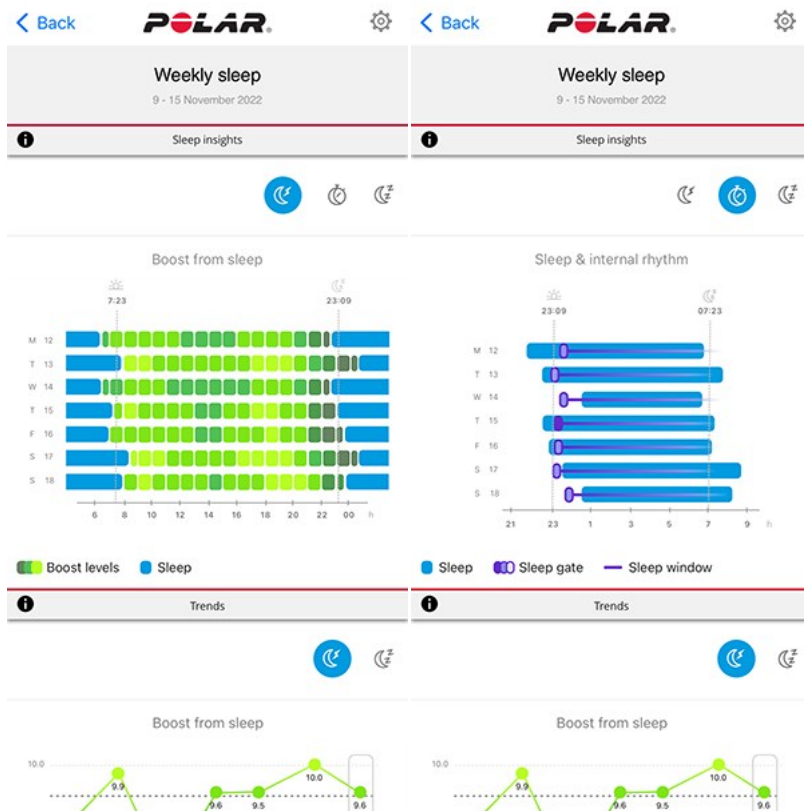 Back
POLAR.
Weekly sleep
9 - 15 November 2022
Sleep insights
Boost from sleep
7:23
23:09
M 12
T 13
W 14
T 15
F 16
S 17
S 18
6 8 10 12 14 16 18 20 22 00 h
Boost levels Sleep
Trends
Boost from sleep
10.0
9.9
9.6
9.5
10.0
9.6
Back
POLAR.
Weekly sleep
9 - 15 November 2022
Sleep insights
Sleep & internal rhythm
23:09
07:23
M 12
T 13
W 14
T 15
F 16
S 17
S 18
21 23 1 3 5 7 9 h
Sleep Sleep gate Sleep window
Trends
Boost from sleep
10.0
9.9
9.6
9.5
10.0
9.6